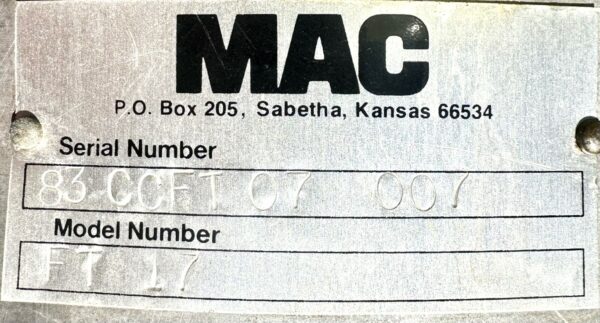 MAC
P.O. Box 205, Sabetha, Kansas 66534
Serial Number
83 CCFT 07 007
Model Number
FT 17